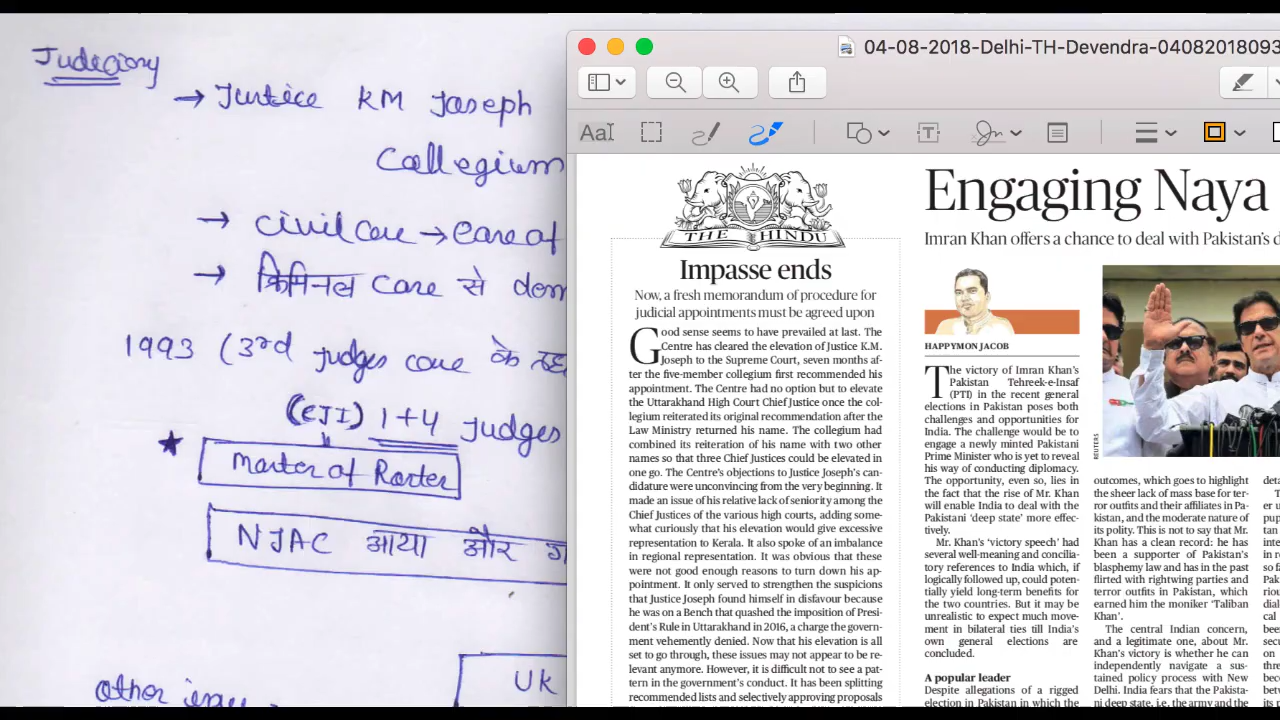 Judiciary
→ Justice KM Joseph
Collegium
→ civil case → case of
→ क्रिमिनल case से
1993 (3rd Judges case के
(CJI) 1+4 Judges
★ Master of Roster
NJAC आया और
UK
other
04-08-2018-Delhi-TH-Devendra-0408201809
Aa
T
THE HINDU
Impasse ends
Now, a fresh memorandum of procedure for
judicial appointments must be agreed upon
Good sense seems to have prevailed at last. The
Centre has cleared the elevation of Justice K.M.
Joseph to the Supreme Court, seven months af-
ter the five-member collegium first recommended his
appointment. The Centre had no option but to elevate
the Uttarakhand High Court Chief Justice once the col-
legium reiterated its original recommendation after the
Law Ministry returned his name. The collegium had
combined its reiteration of his name with two other
names so that three Chief Justices could be elevated in
one go. The Centre's objections to Justice Joseph's can-
didature were unconvincing from the very beginning. It
made an issue of his relative lack of seniority among the
Chief Justices of the various high courts, adding some-
what curiously that his elevation would give excessive
representation to Kerala. It also spoke of an imbalance
in regional representation. It was obvious that these
were not good enough reasons to turn down his ap-
pointment. It only served to strengthen the suspicions
that Justice Joseph found himself in disfavour because
he was on a Bench that quashed the imposition of Presi-
dent's Rule in Uttarakhand in 2016, a charge the govern-
ment vehemently denied. Now that his elevation is all
set to go through, these issues may not appear to be re-
levant anymore. However, it is difficult not to see a pat-
tern in the government's conduct. It has been splitting
recommended lists and selectively approving proposals
Engaging Naya
Imran Khan offers a chance to deal with Pakistan's
HAPPYMON JACOB
The victory of Imran Khan's
Pakistan Tehreek-e-Insaf
(PTI) in the recent general
elections in Pakistan poses both
challenges and opportunities for
India. The challenge would be to
engage a newly minted Pakistani
Prime Minister who is yet to reveal
his way of conducting diplomacy.
The opportunity, even so, lies in
the fact that the rise of Mr. Khan
will enable India to deal with the
Pakistani 'deep state' more effec-
tively.
Mr. Khan's 'victory speech' had
several well-meaning and concilia-
tory references to India which, if
logically followed up, could poten-
tially yield long-term benefits for
the two countries. But it may be
unrealistic to expect much move-
ment in bilateral ties till India's
own general elections are
concluded.
A popular leader
Despite allegations of a rigged
election in Pakistan in which the
REUTERS
outcomes, which goes to highlight
the sheer lack of mass base for ter-
ror outfits and their affiliates in Pa-
kistan, and the moderate nature of
its polity. This is not to say that Mr.
Khan has a clean record: he has
been a supporter of Pakistan's
blasphemy law and has in the past
flirted with rightwing parties and
terror outfits in Pakistan, which
earned him the moniker 'Taliban
Khan'.
The central Indian concern,
and a legitimate one, about Mr.
Khan's victory is whether he can
independently navigate a sus-
tained policy process with New
Delhi. India fears that the Pakista-
ni deep state, i.e. the army and the